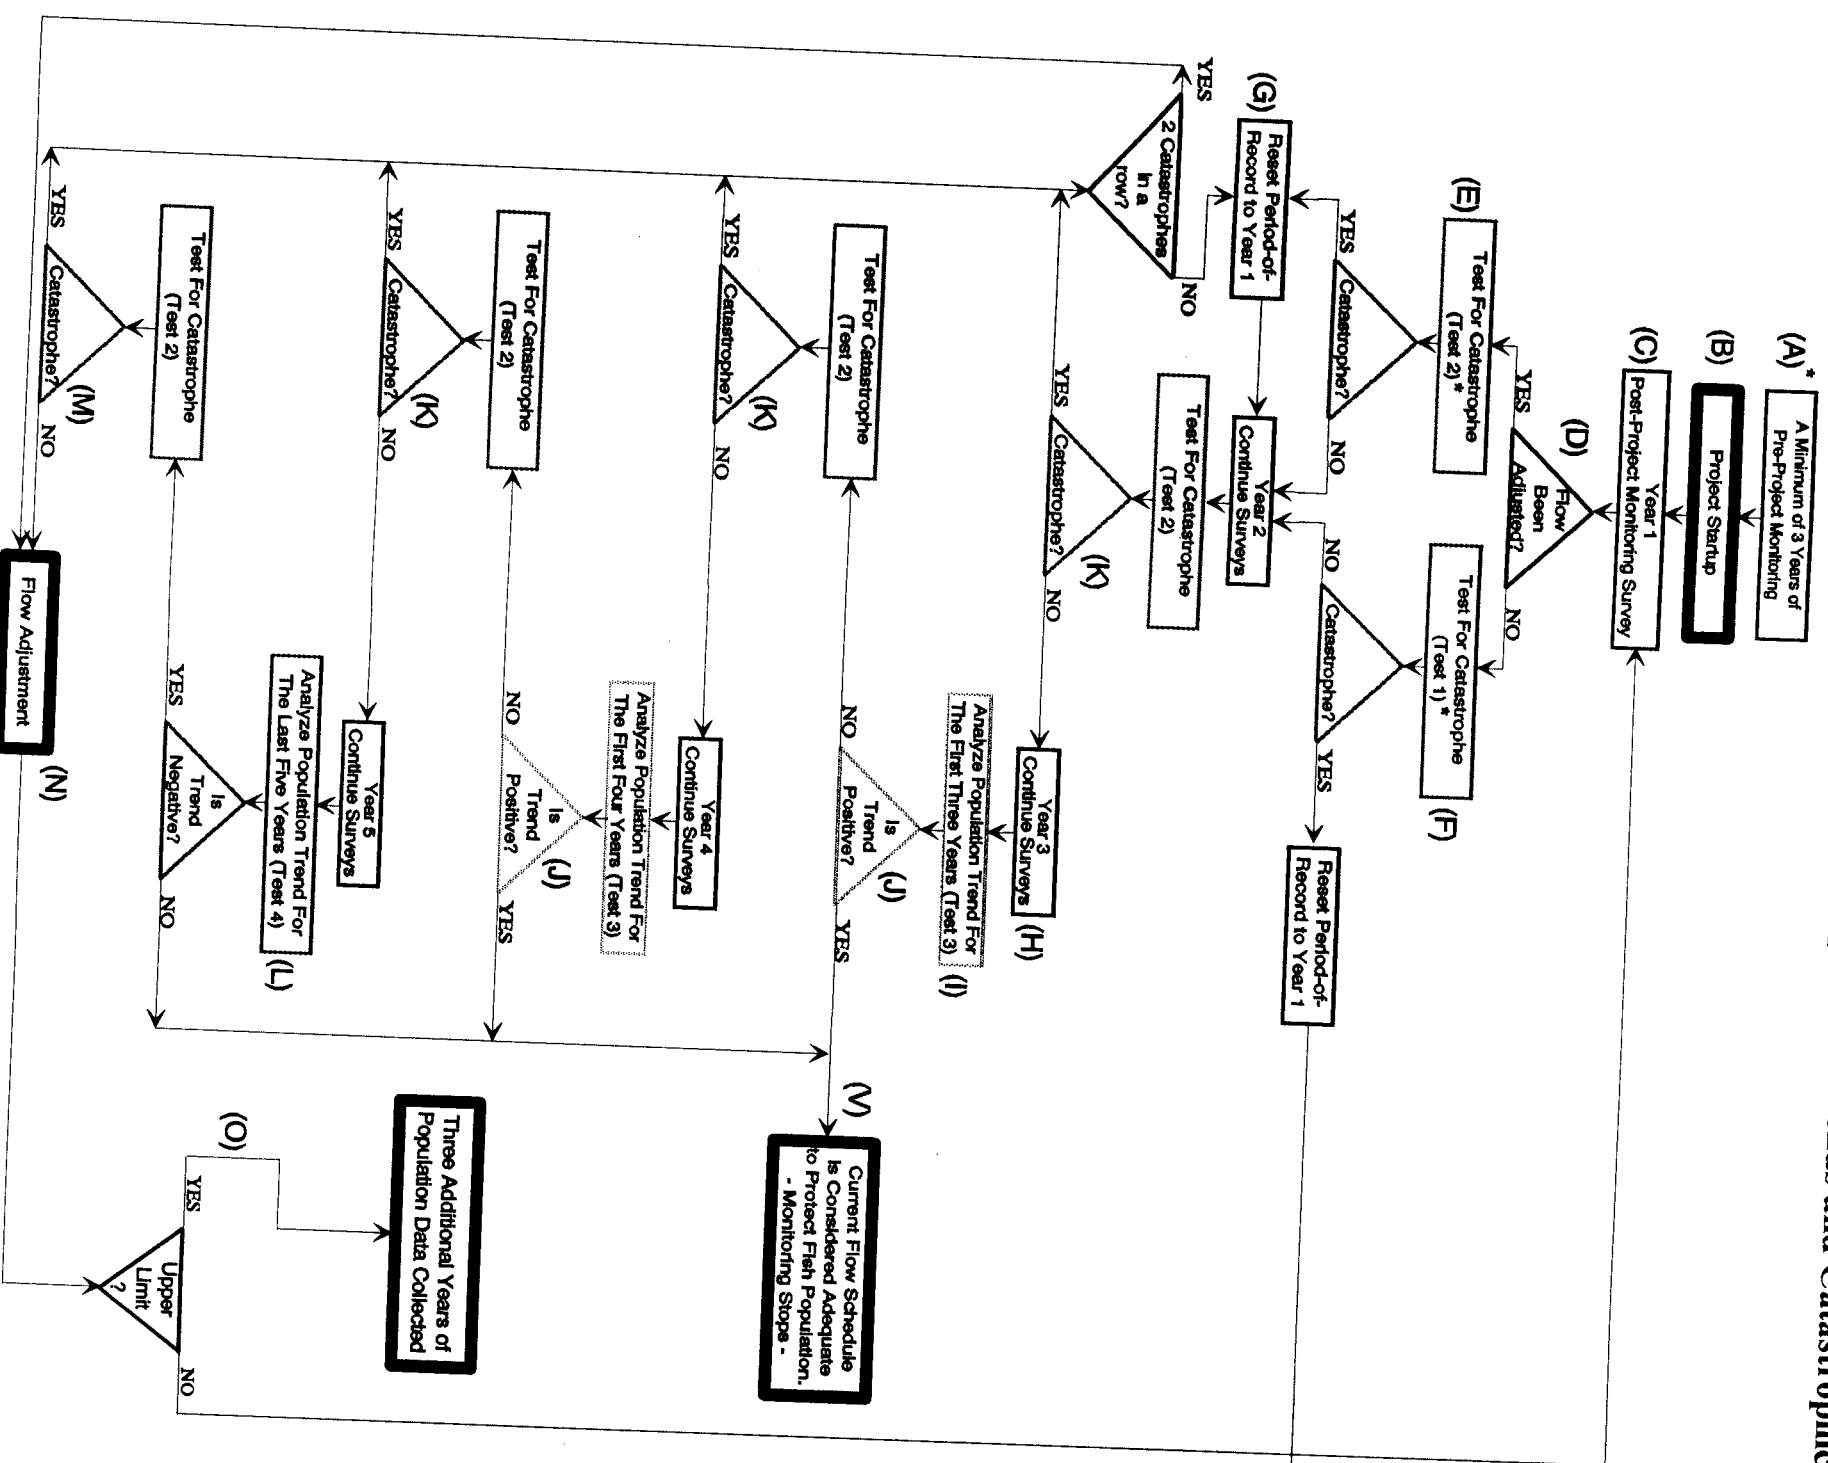 (A)*
A Minimum of 3 Years of
Pre-Project Monitoring
(B)
Project Startup
(C)
Year 1
Post-Project Monitoring Survey
(D)
Flow
Been
Adjusted?
YES
NO
(E)
Test For Catastrophe
(Test 2)*
Test For Catastrophe
(Test 1)*
(F)
YES
Catastrophe?
NO
NO
Catastrophe?
YES
(G)
Reset Period-of-
Record to Year 1
Year 2
Continue Surveys
Reset Period-of-
Record to Year 1
YES
2 Catastrophes
In a
row?
NO
Test For Catastrophe
(Test 2)
YES
Catastrophe?
(K)
NO
Year 3
Continue Surveys
(H)
Analyze Population Trend For
The First Three Years (Test 3)
(I)
Test For Catastrophe
(Test 2)
NO
Is
Trend
Positive?
(J)
YES
(V)
Current Flow Schedule
Is Considered Adequate
to Protect Fish Population.
- Monitoring Stops -
YES
Catastrophe?
(K)
NO
Year 4
Continue Surveys
Analyze Population Trend For
The First Four Years (Test 3)
Test For Catastrophe
(Test 2)
NO
Is
Trend
Positive?
(J)
YES
Three Additional Years of
Population Data Collected
YES
Catastrophe?
(K)
NO
Year 5
Continue Surveys
Analyze Population Trend For
The Last Five Years (Test 4)
(L)
(O)
Test For Catastrophe
(Test 2)
YES
Is
Trend
Negative?
NO
YES
Upper
Limit
?
NO
YES
Catastrophe?
(M)
NO
Flow Adjustment
(N)